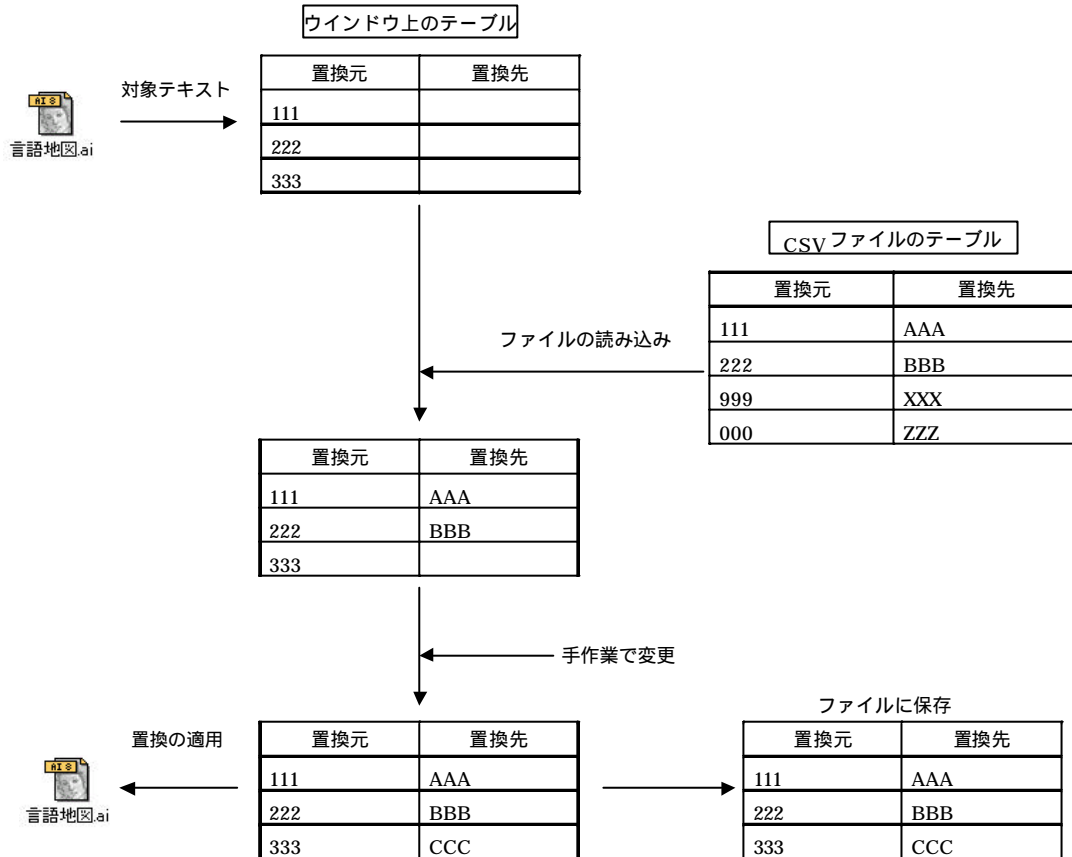 ウインドウ上のテーブル
対象テキスト
AI 8
言語地図.ai
置換元 置換先
111
222
333
CSVファイルのテーブル
置換元 置換先
111 AAA
222 BBB
999 XXX
000 ZZZ
ファイルの読み込み
置換元 置換先
111 AAA
222 BBB
333
手作業で変更
置換の適用
AI 8
言語地図.ai
置換元 置換先
111 AAA
222 BBB
333 CCC
ファイルに保存
置換元 置換先
111 AAA
222 BBB
333 CCC